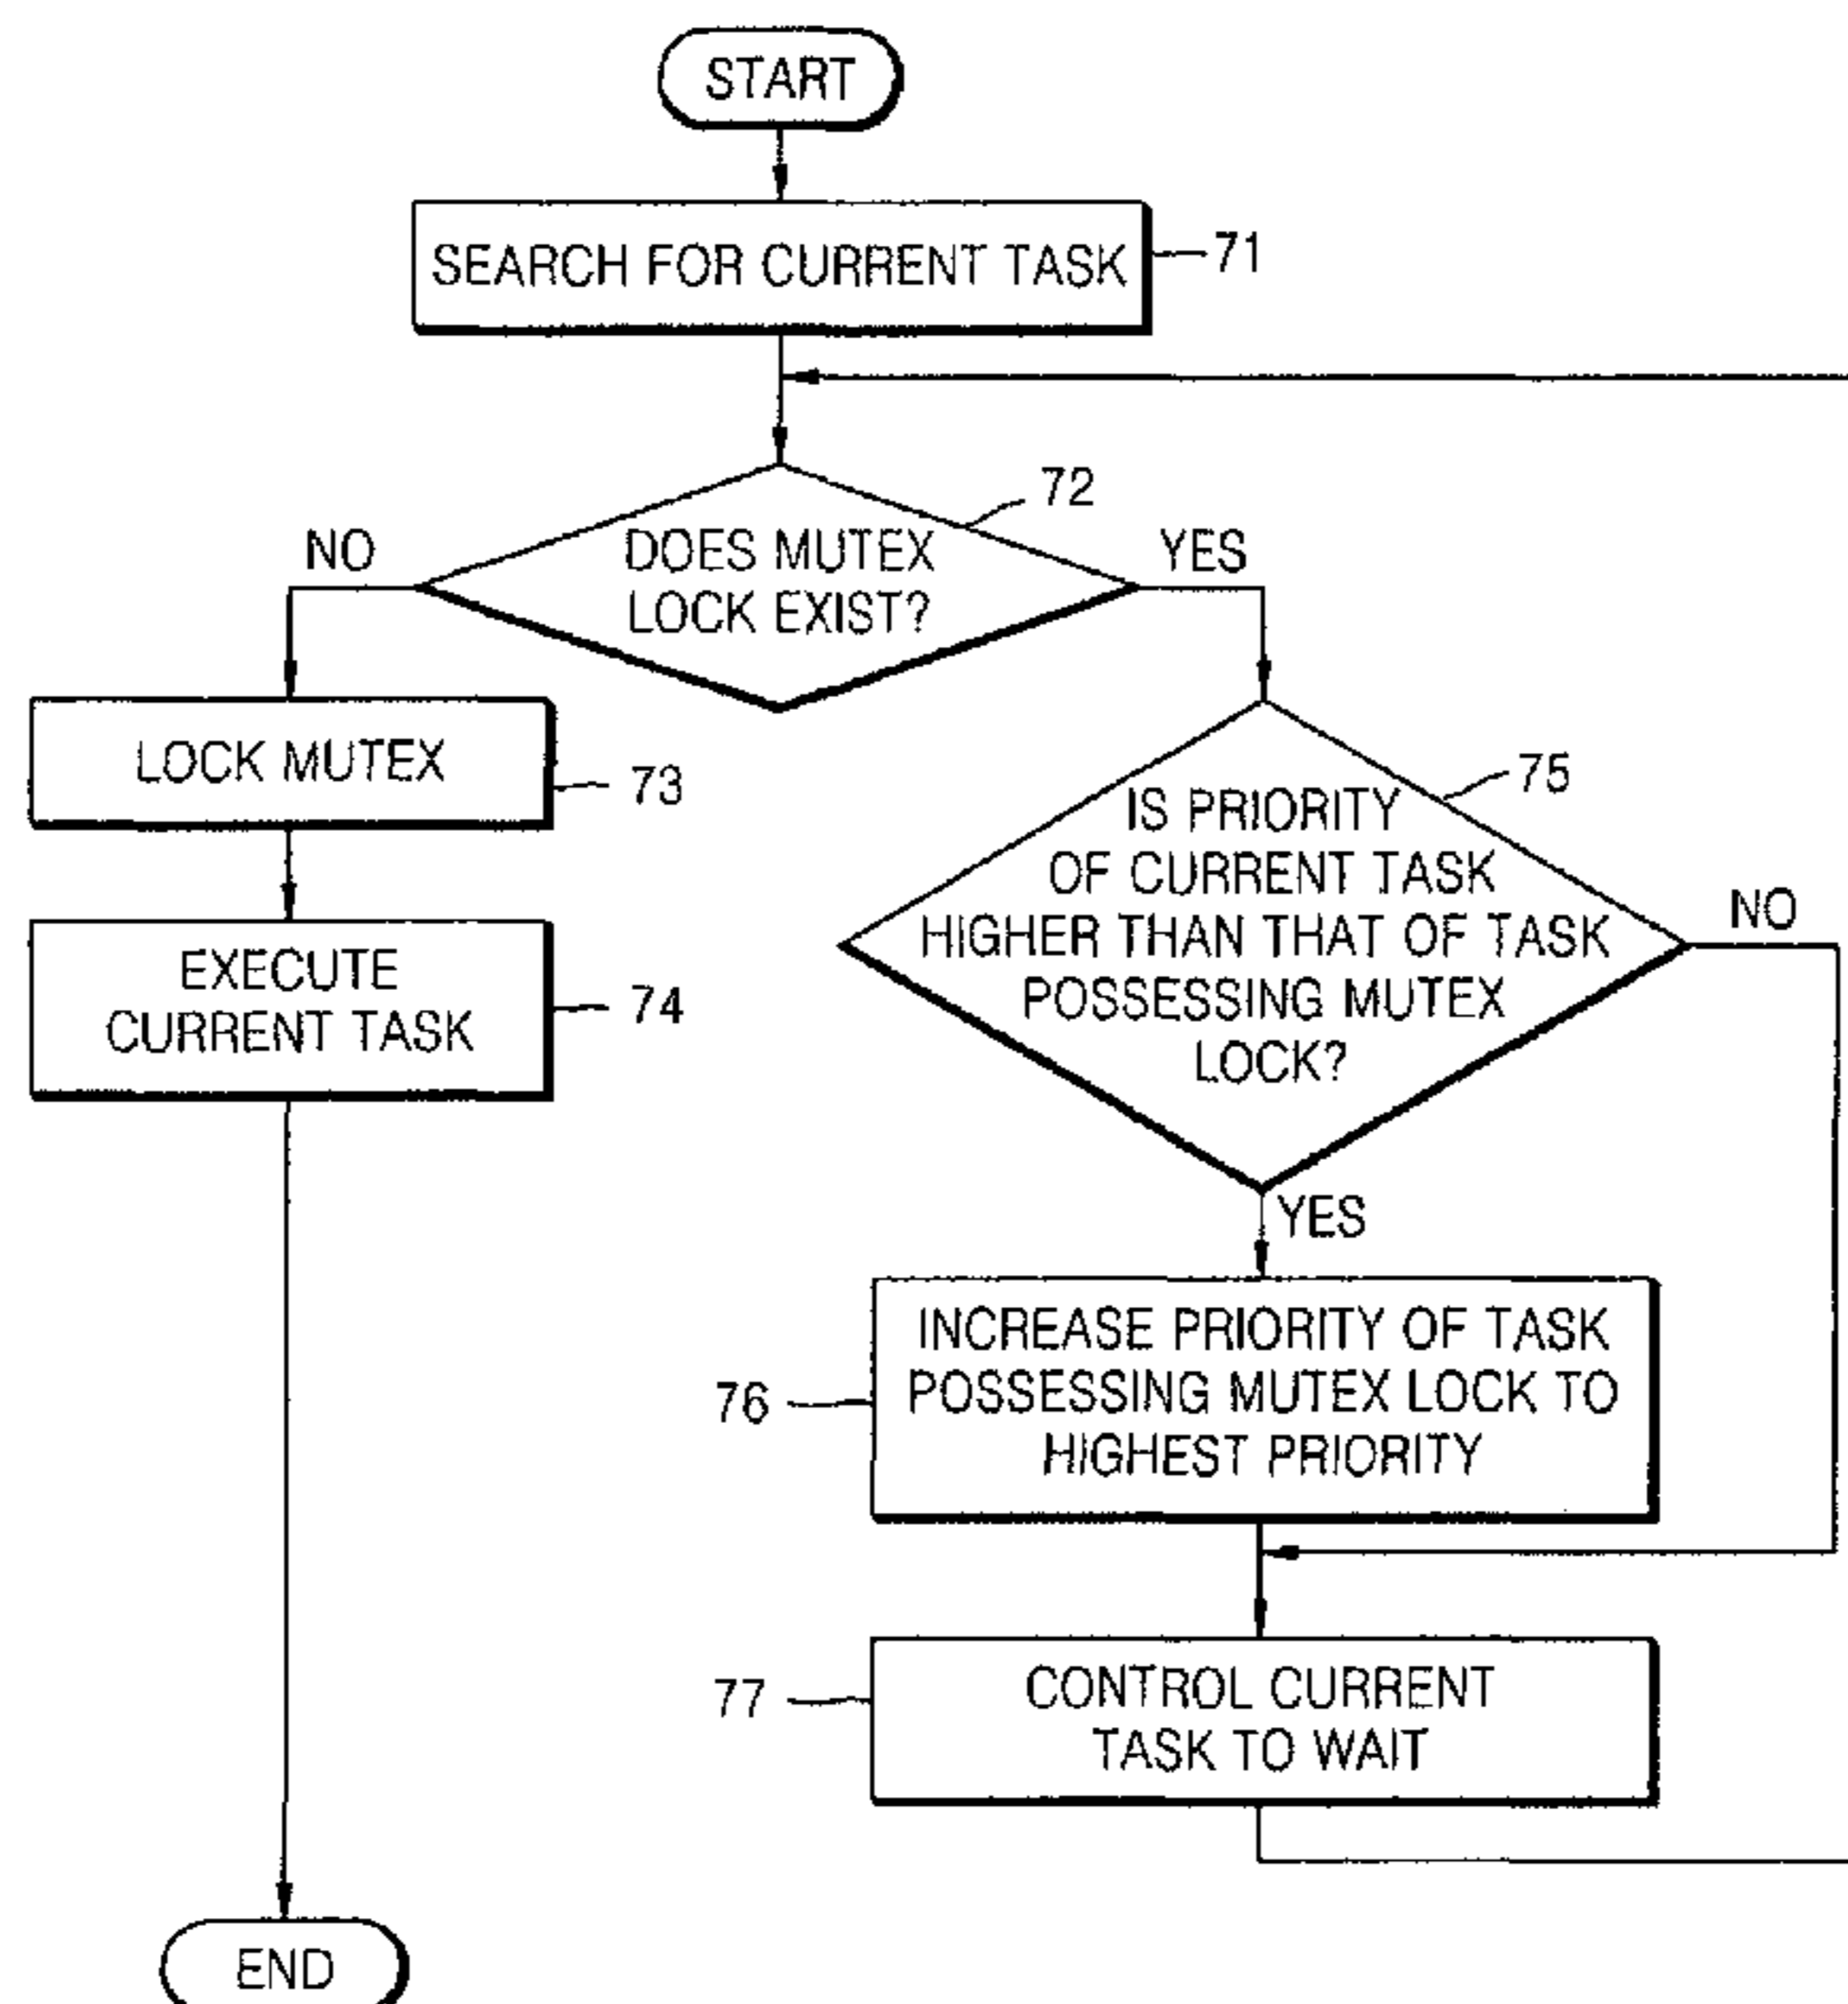 START
SEARCH FOR CURRENT TASK
71
72
NO
DOES MUTEX
LOCK EXIST?
YES
LOCK MUTEX
73
75
IS PRIORITY
OF CURRENT TASK
HIGHER THAN THAT OF TASK
POSSESSING MUTEX
LOCK?
NO
EXECUTE
CURRENT TASK
74
YES
INCREASE PRIORITY OF TASK
POSSESSING MUTEX LOCK TO
HIGHEST PRIORITY
76
CONTROL CURRENT
TASK TO WAIT
77
END